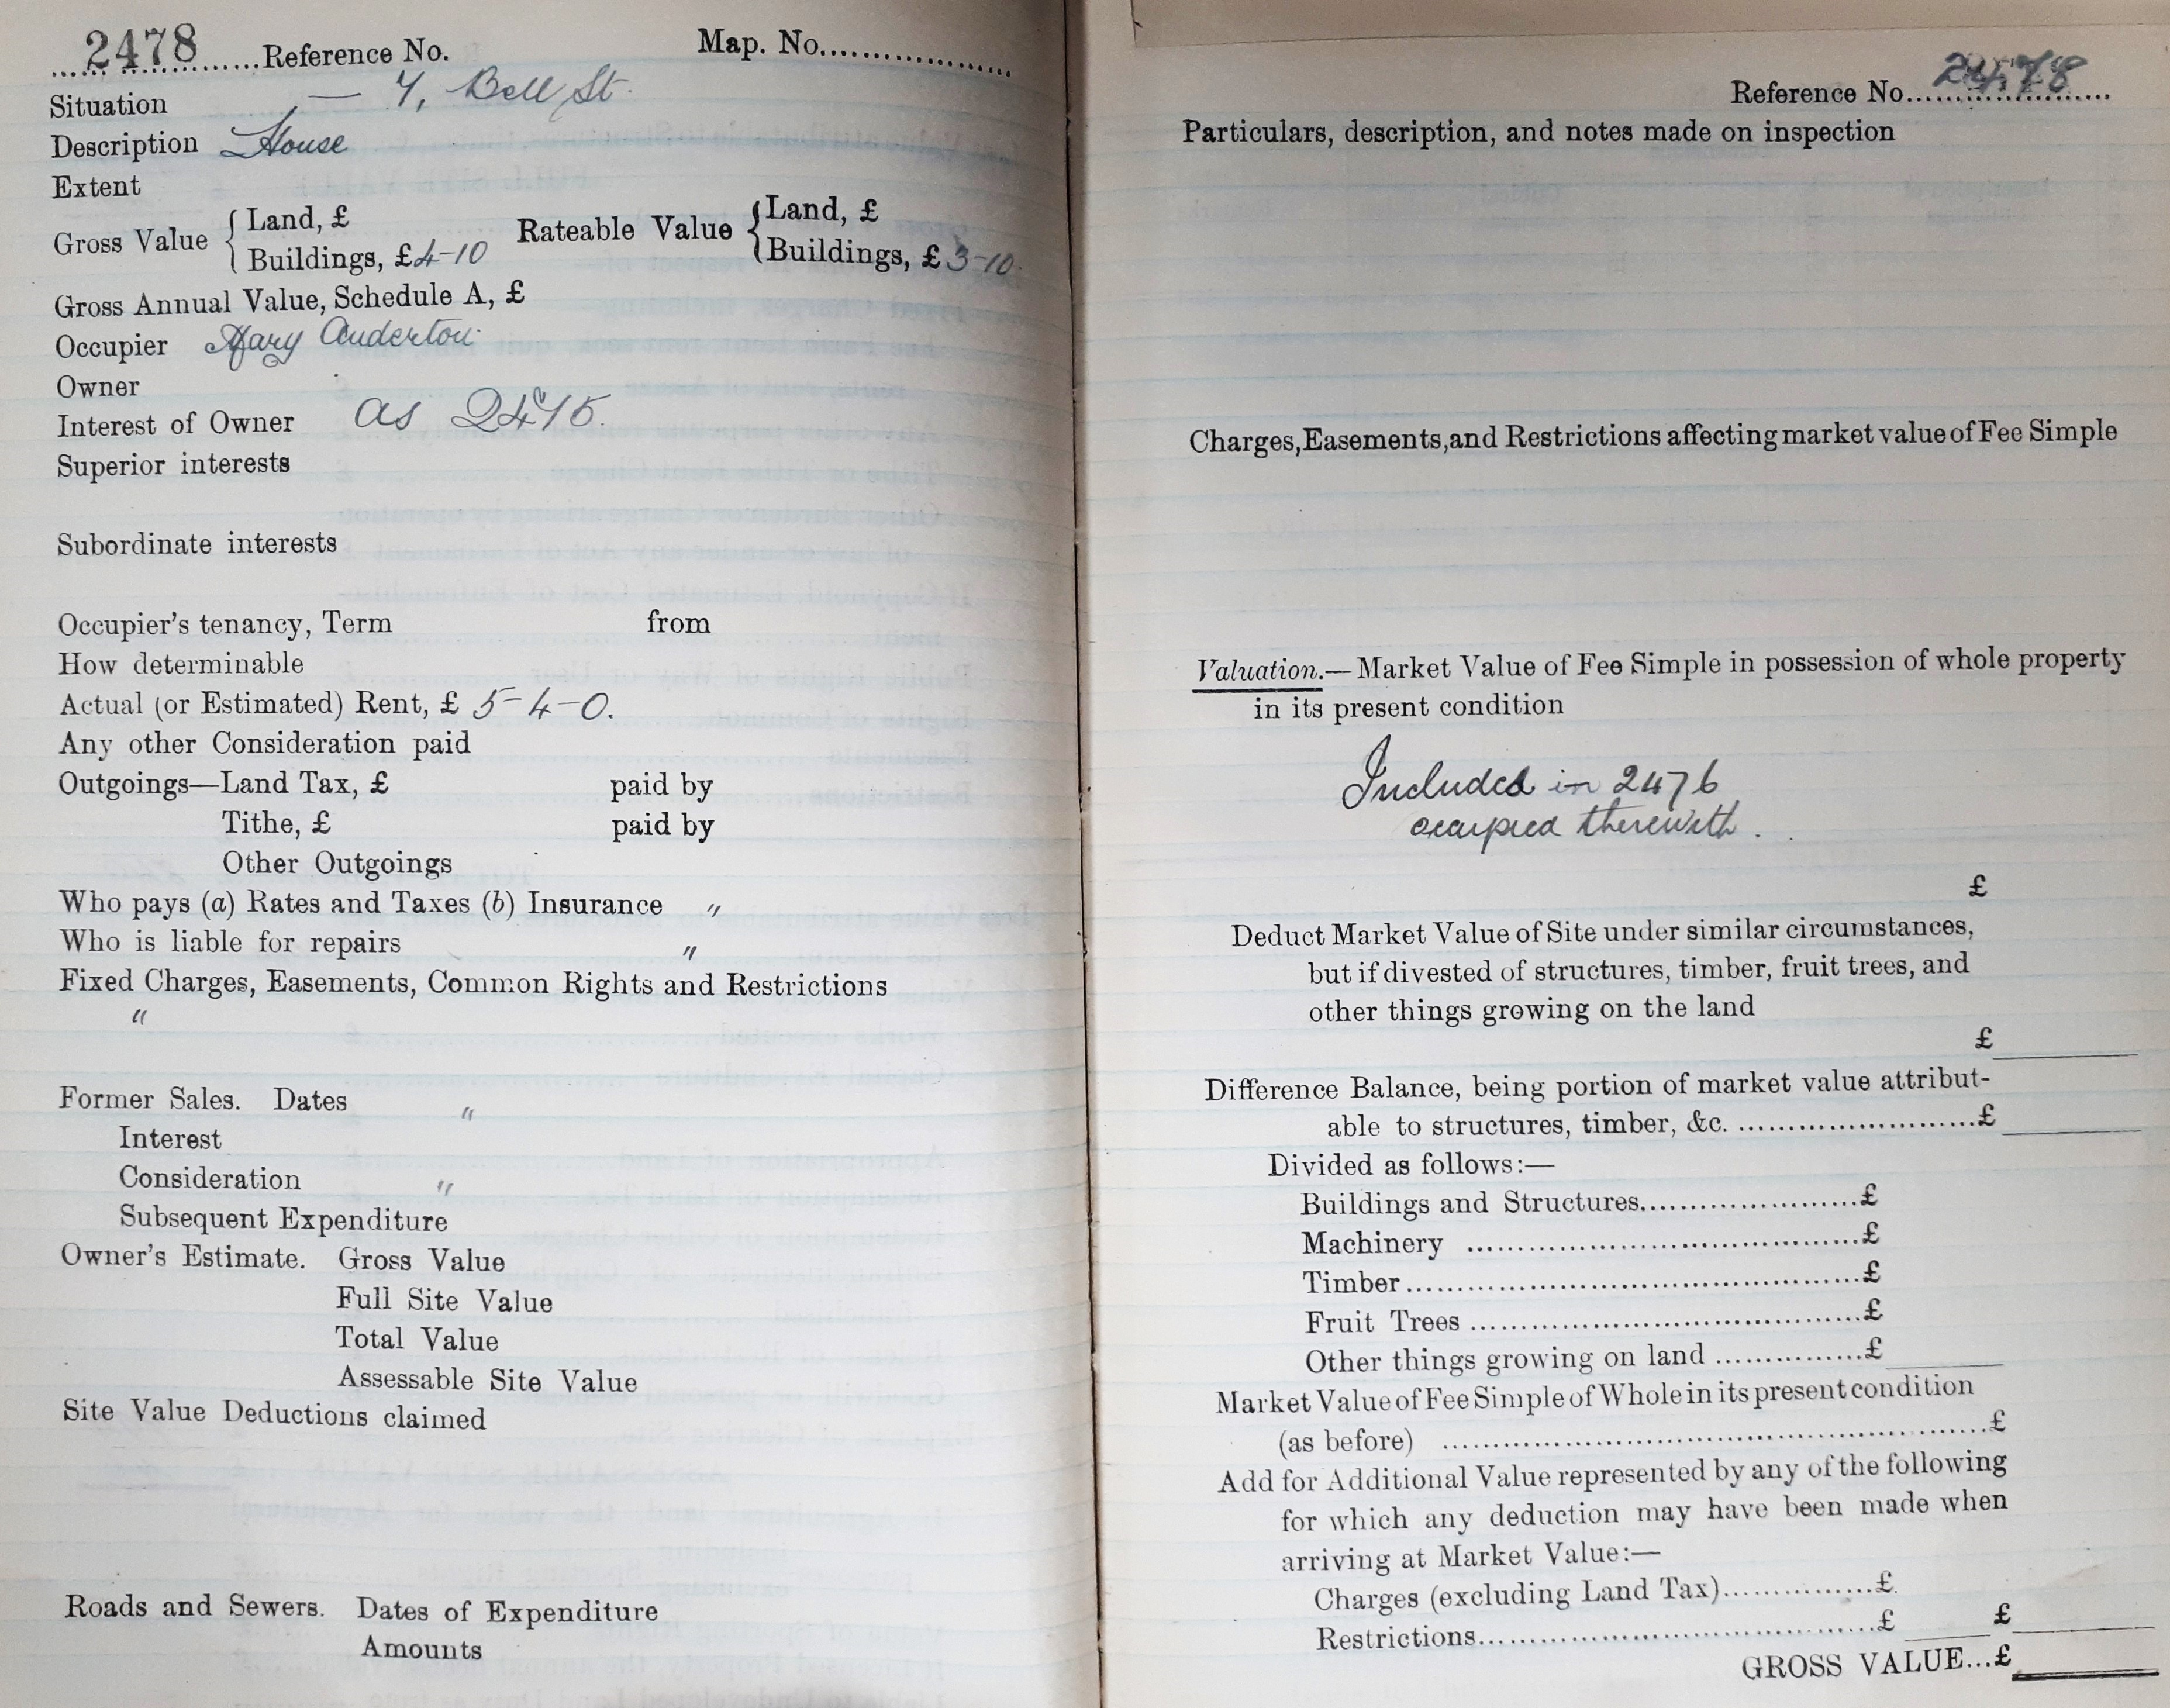 2478 Reference No. Map. No.
Situation — 7, Bell St.
Description House
Extent
Gross Value { Land, £ Rateable Value { Land, £
Buildings, £ 4-10 Buildings, £ 3-10.
Gross Annual Value, Schedule A, £
Occupier Mary Anderton
Owner
Interest of Owner as 2475.
Superior interests
Subordinate interests
Occupier's tenancy, Term from
How determinable
Actual (or Estimated) Rent, £ 5-4-0.
Any other Consideration paid
Outgoings—Land Tax, £ paid by
Tithe, £ paid by
Other Outgoings
Who pays (a) Rates and Taxes (b) Insurance "
Who is liable for repairs "
Fixed Charges, Easements, Common Rights and Restrictions
"
Former Sales. Dates "
Interest
Consideration "
Subsequent Expenditure
Owner's Estimate. Gross Value
Full Site Value
Total Value
Assessable Site Value
Site Value Deductions claimed
Roads and Sewers. Dates of Expenditure
Amounts
Reference No. 2478
Particulars, description, and notes made on inspection
Charges, Easements, and Restrictions affecting market value of Fee Simple
Valuation.—Market Value of Fee Simple in possession of whole property
in its present condition
Included in 2476
occupied therewith.
£
Deduct Market Value of Site under similar circumstances,
but if divested of structures, timber, fruit trees, and
other things growing on the land
£
Difference Balance, being portion of market value attribut-
able to structures, timber, &c. £
Divided as follows:—
Buildings and Structures £
Machinery £
Timber £
Fruit Trees £
Other things growing on land £
Market Value of Fee Simple of Whole in its present condition
(as before) £
Add for Additional Value represented by any of the following
for which any deduction may have been made when
arriving at Market Value:—
Charges (excluding Land Tax) £
Restrictions £ £
GROSS VALUE...£